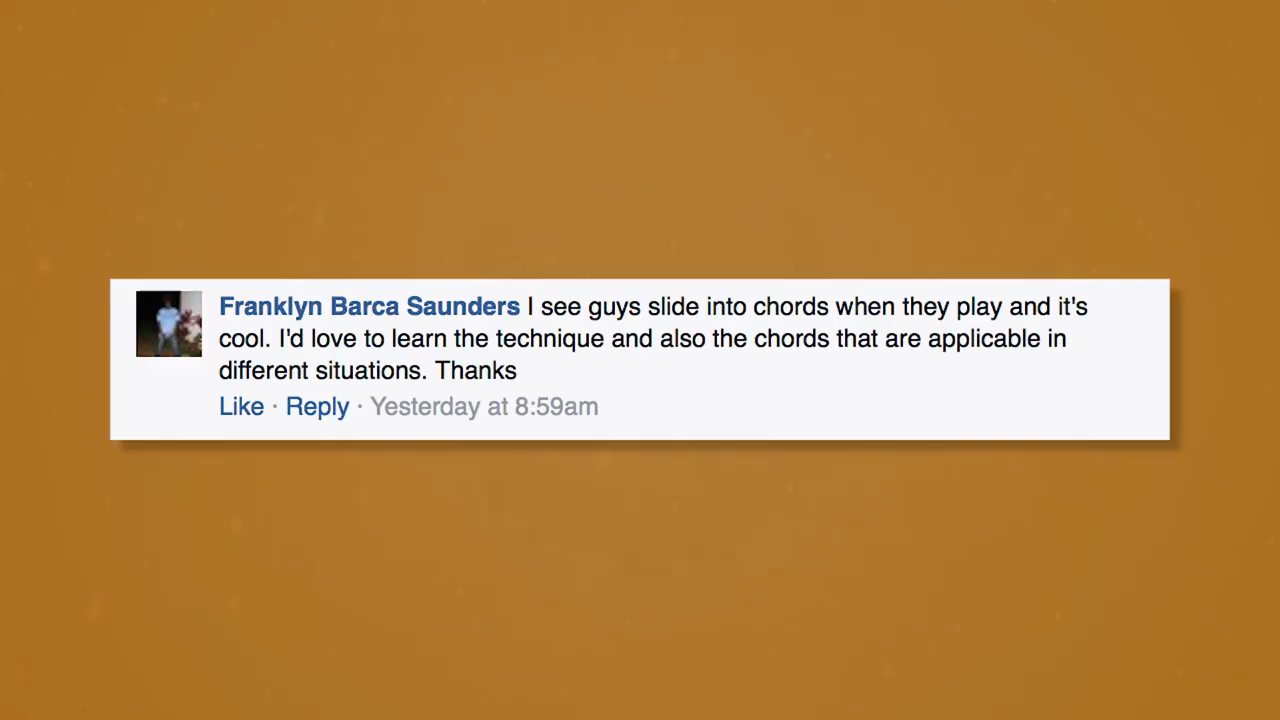 Franklyn Barca Saunders I see guys slide into chords when they play and it's
cool. I'd love to learn the technique and also the chords that are applicable in
different situations. Thanks
Like · Reply · Yesterday at 8:59am